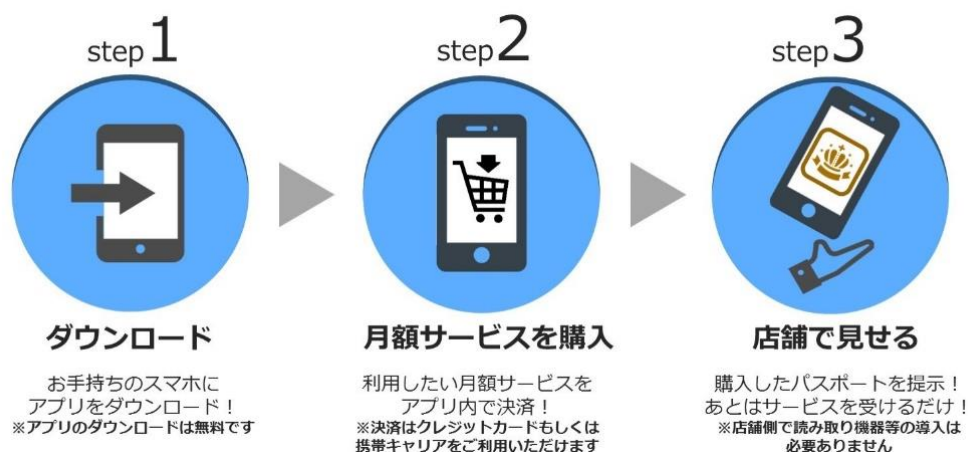 step1
ダウンロード
お手持ちのスマホに
アプリをダウンロード！
※アプリのダウンロードは無料です
step2
月額サービスを購入
利用したい月額サービスを
アプリ内で決済！
※決済はクレジットカードもしくは
携帯キャリアをご利用いただけます
step3
店舗で見せる
購入したパスポートを提示！
あとはサービスを受けるだけ！
※店舗側で読み取り機器等の導入は
必要ありません